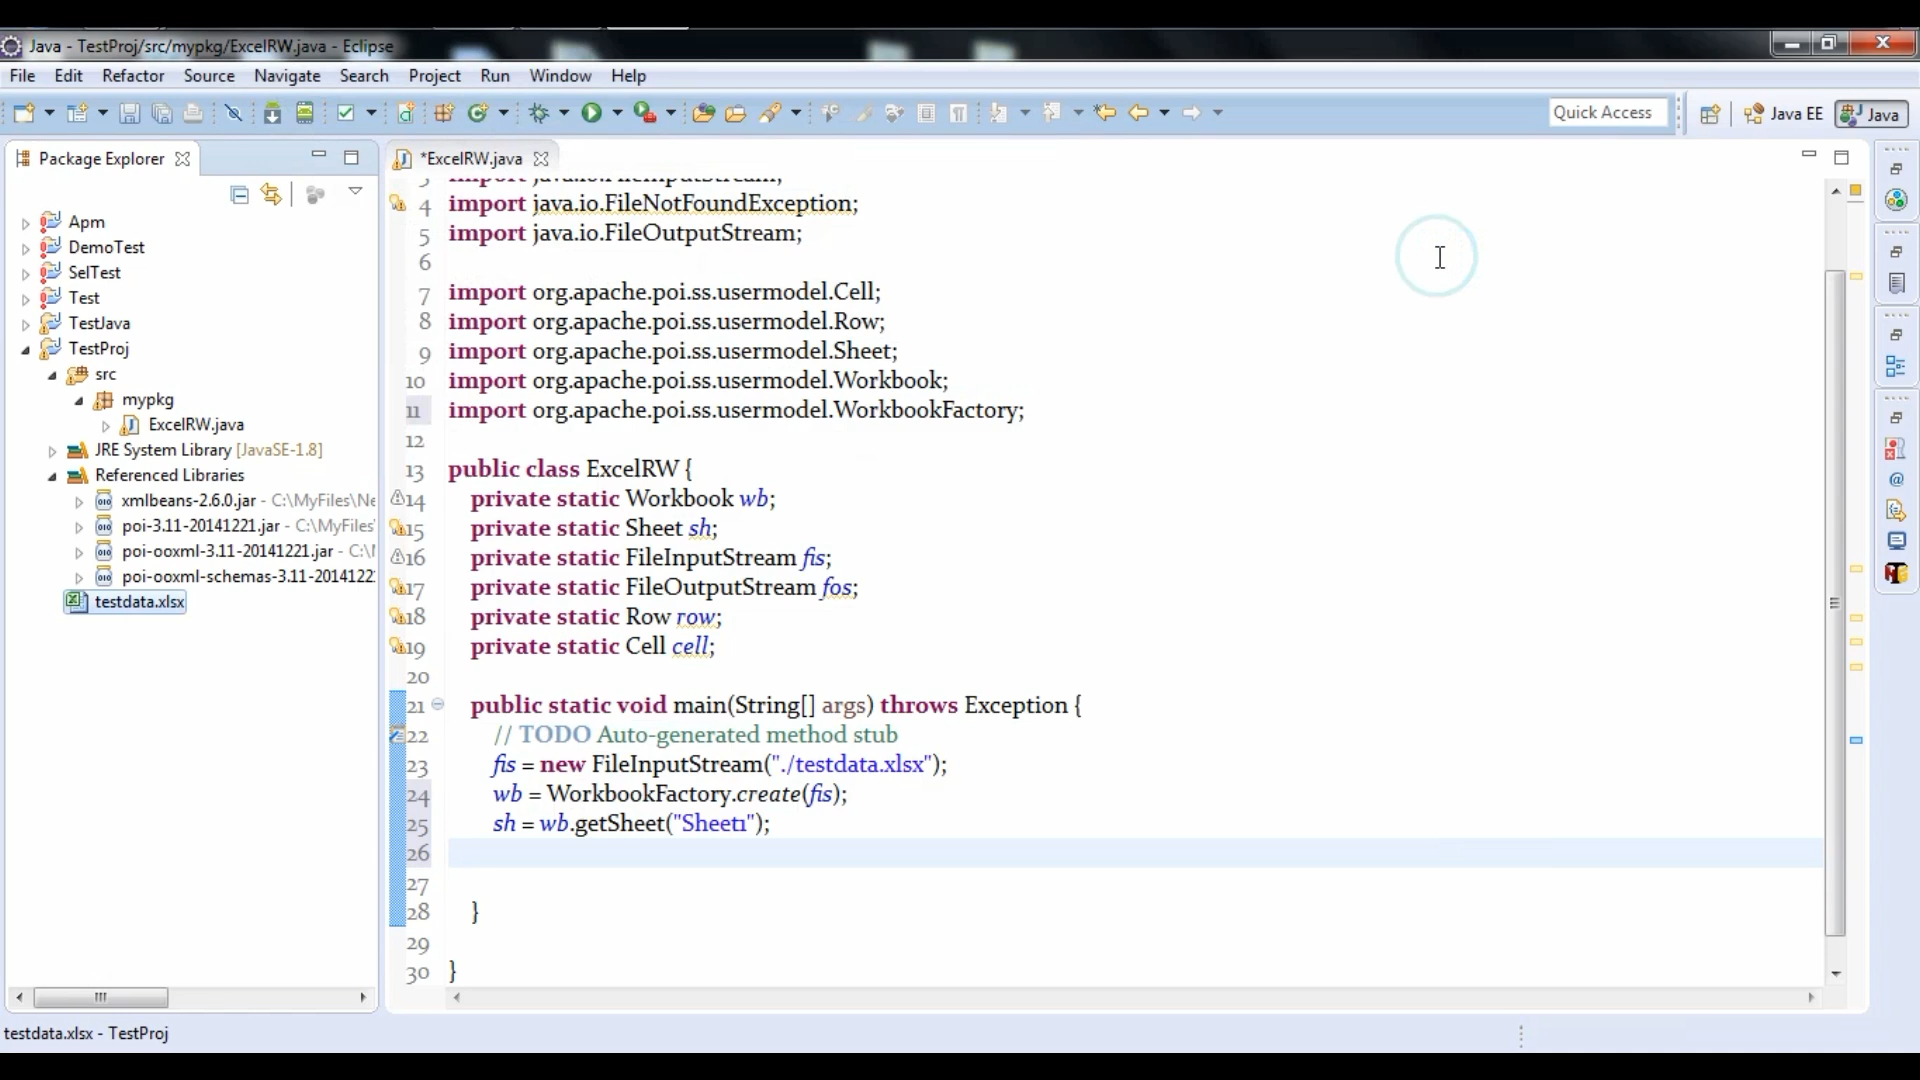 Java - TestProj/src/mypkg/ExcelRW.java - Eclipse
File Edit Refactor Source Navigate Search Project Run Window Help
Quick Access
Java EE
Java
Package Explorer
Apm
DemoTest
SelTest
Test
TestJava
TestProj
src
mypkg
ExcelRW.java
JRE System Library [JavaSE-1.8]
Referenced Libraries
xmlbeans-2.6.0.jar - C:\MyFiles\Ne
poi-3.11-20141221.jar - C:\MyFiles\
poi-ooxml-3.11-20141221.jar - C:\
poi-ooxml-schemas-3.11-2014122
testdata.xlsx
*ExcelRW.java
3 import java.io.FileInputStream;
4 import java.io.FileNotFoundException;
5 import java.io.FileOutputStream;
6
7 import org.apache.poi.ss.usermodel.Cell;
8 import org.apache.poi.ss.usermodel.Row;
9 import org.apache.poi.ss.usermodel.Sheet;
10 import org.apache.poi.ss.usermodel.Workbook;
11 import org.apache.poi.ss.usermodel.WorkbookFactory;
12
13 public class ExcelRW {
14 private static Workbook wb;
15 private static Sheet sh;
16 private static FileInputStream fis;
17 private static FileOutputStream fos;
18 private static Row row;
19 private static Cell cell;
20
21 public static void main(String[] args) throws Exception {
22 // TODO Auto-generated method stub
23 fis = new FileInputStream("./testdata.xlsx");
24 wb = WorkbookFactory.create(fis);
25 sh = wb.getSheet("Sheet1");
26
27
28 }
29
30 }
testdata.xlsx - TestProj